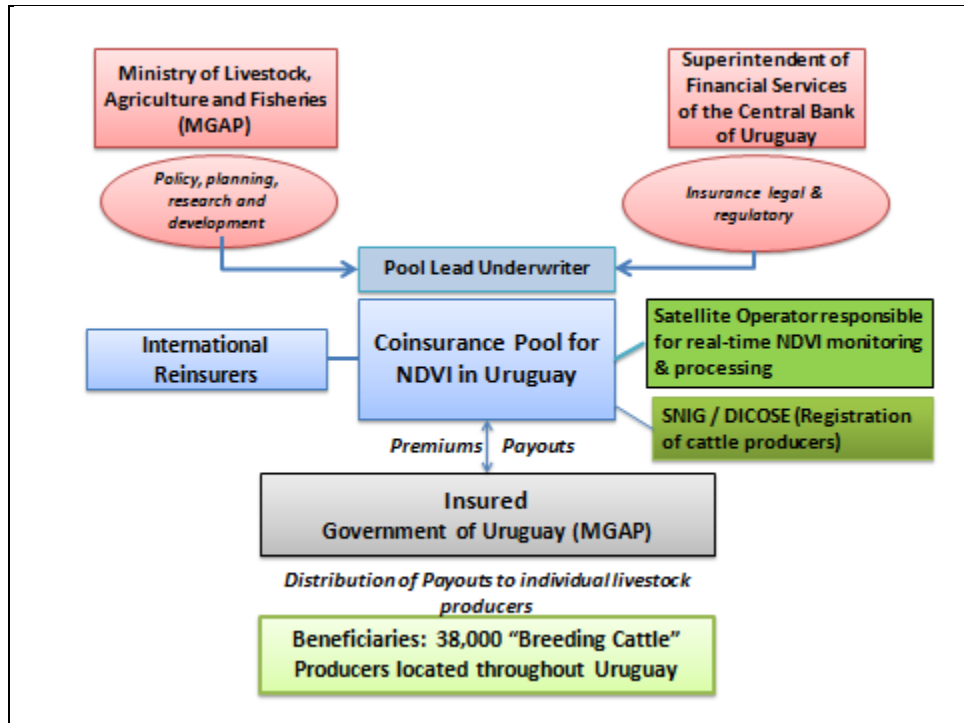 Ministry of Livestock,
Agriculture and Fisheries
(MGAP)
Superintendent of
Financial Services
of the Central Bank
of Uruguay
Policy, planning,
research and
development
Insurance legal &
regulatory
Pool Lead Underwriter
International
Reinsurers
Coinsurance Pool for
NDVI in Uruguay
Satellite Operator responsible
for real-time NDVI monitoring
& processing
SNIG / DICOSE (Registration
of cattle producers)
Premiums
Payouts
Insured
Government of Uruguay (MGAP)
Distribution of Payouts to individual livestock
producers
Beneficiaries: 38,000 “Breeding Cattle”
Producers located throughout Uruguay